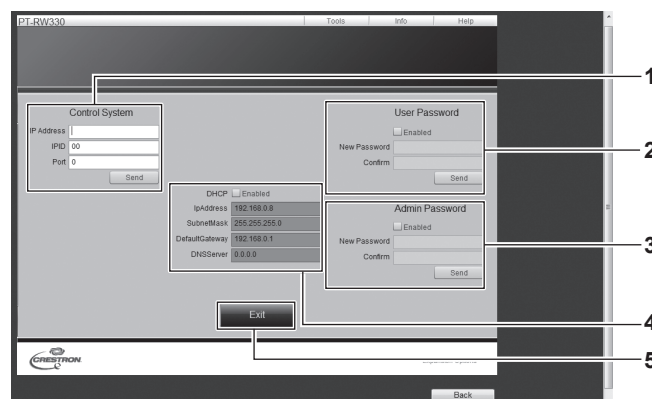 PT-RW330
Tools Info Help
1
Control System
IP Address
IPID 00
Port 0
Send
User Password
Enabled
New Password
Confirm
Send
2
DHCP Enabled
IpAddress 192.168.0.8
SubnetMask 255.255.255.0
DefaultGateway 192.168.0.1
DNSServer 0.0.0.0
Admin Password
Enabled
New Password
Confirm
Send
3
Exit
4
CRESTRON
5
Back